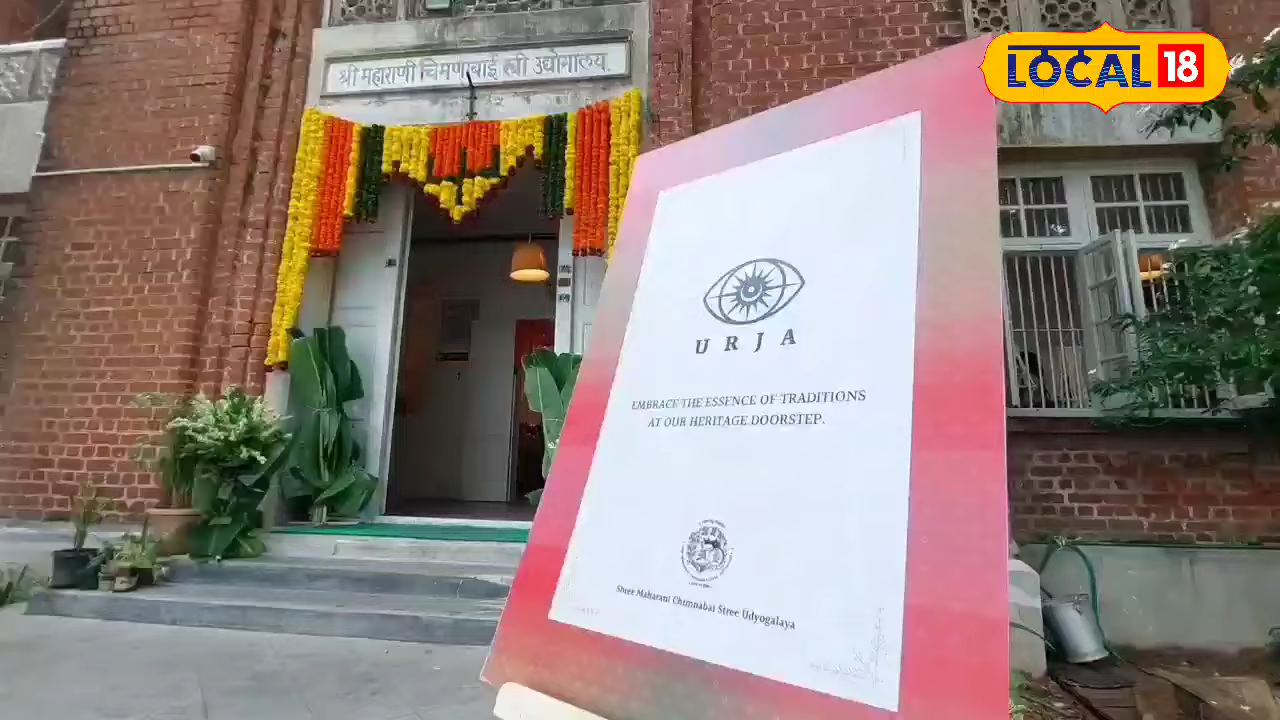 LOCAL 18
श्री महाराणी चिमणाबाई स्त्री उद्योगालय.
URJA
EMBRACE THE ESSENCE OF TRADITIONS
AT OUR HERITAGE DOORSTEP.
Shree Maharani Chimnabai Stree Udyogalaya